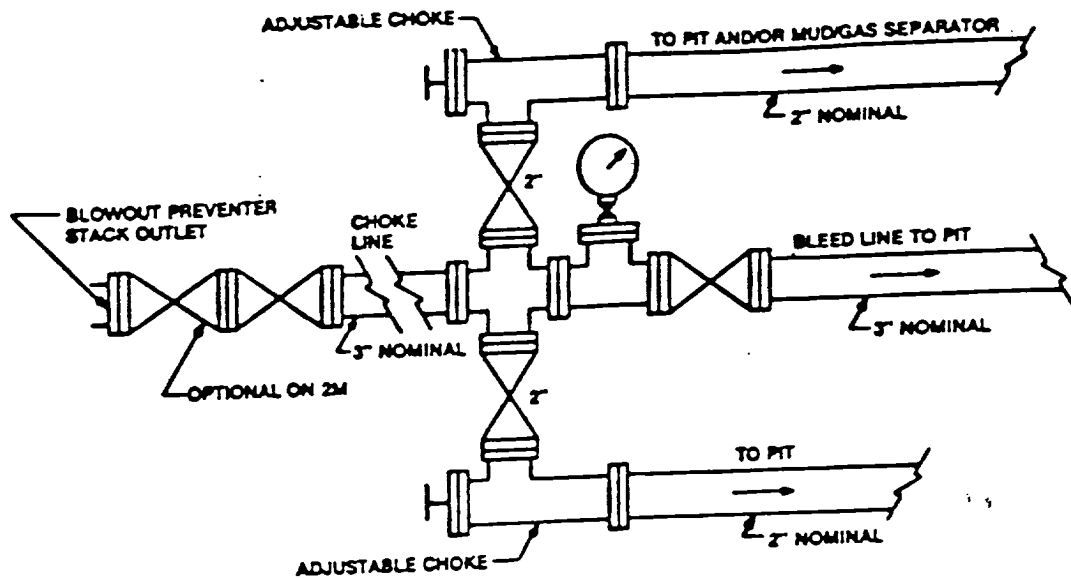 ADJUSTABLE CHOKE
TO PIT AND/OR MUD/GAS SEPARATOR
2" NOMINAL
2"
BLOWOUT PREVENTER
STACK OUTLET
CHOKE
LINE
BLEED LINE TO PIT
3" NOMINAL
3" NOMINAL
OPTIONAL ON 2M
2"
TO PIT
2" NOMINAL
ADJUSTABLE CHOKE